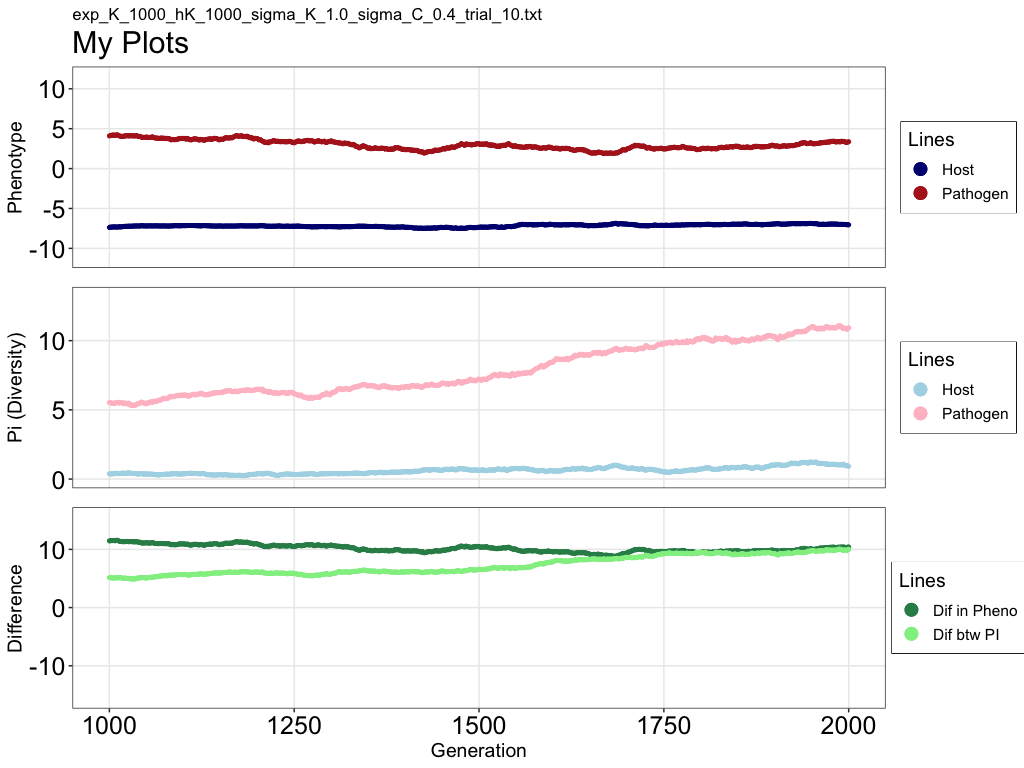 exp_K_1000_hK_1000_sigma_K_1.0_sigma_C_0.4_trial_10.txt
My Plots
Phenotype
10
5
0
-5
-10
Lines
Host
Pathogen
Pi (Diversity)
10
5
0
Lines
Host
Pathogen
Difference
10
0
-10
Lines
Dif in Pheno
Dif btw PI
1000 1250 1500 1750 2000
Generation